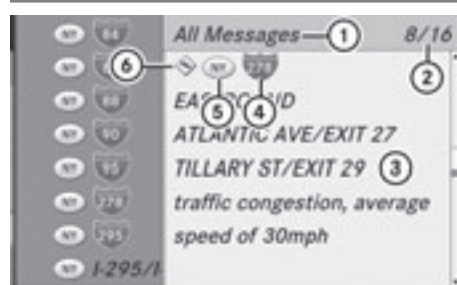 NY 84 All Messages 1 8/16
6 NY 5 NY 278 4 2
NY 88
NY 90 ATLANTIC AVE/EXIT 27
NY 95 TILLARY ST/EXIT 29 3
NY 278 traffic congestion, average
NY 295 speed of 30mph
NY I-295/I-